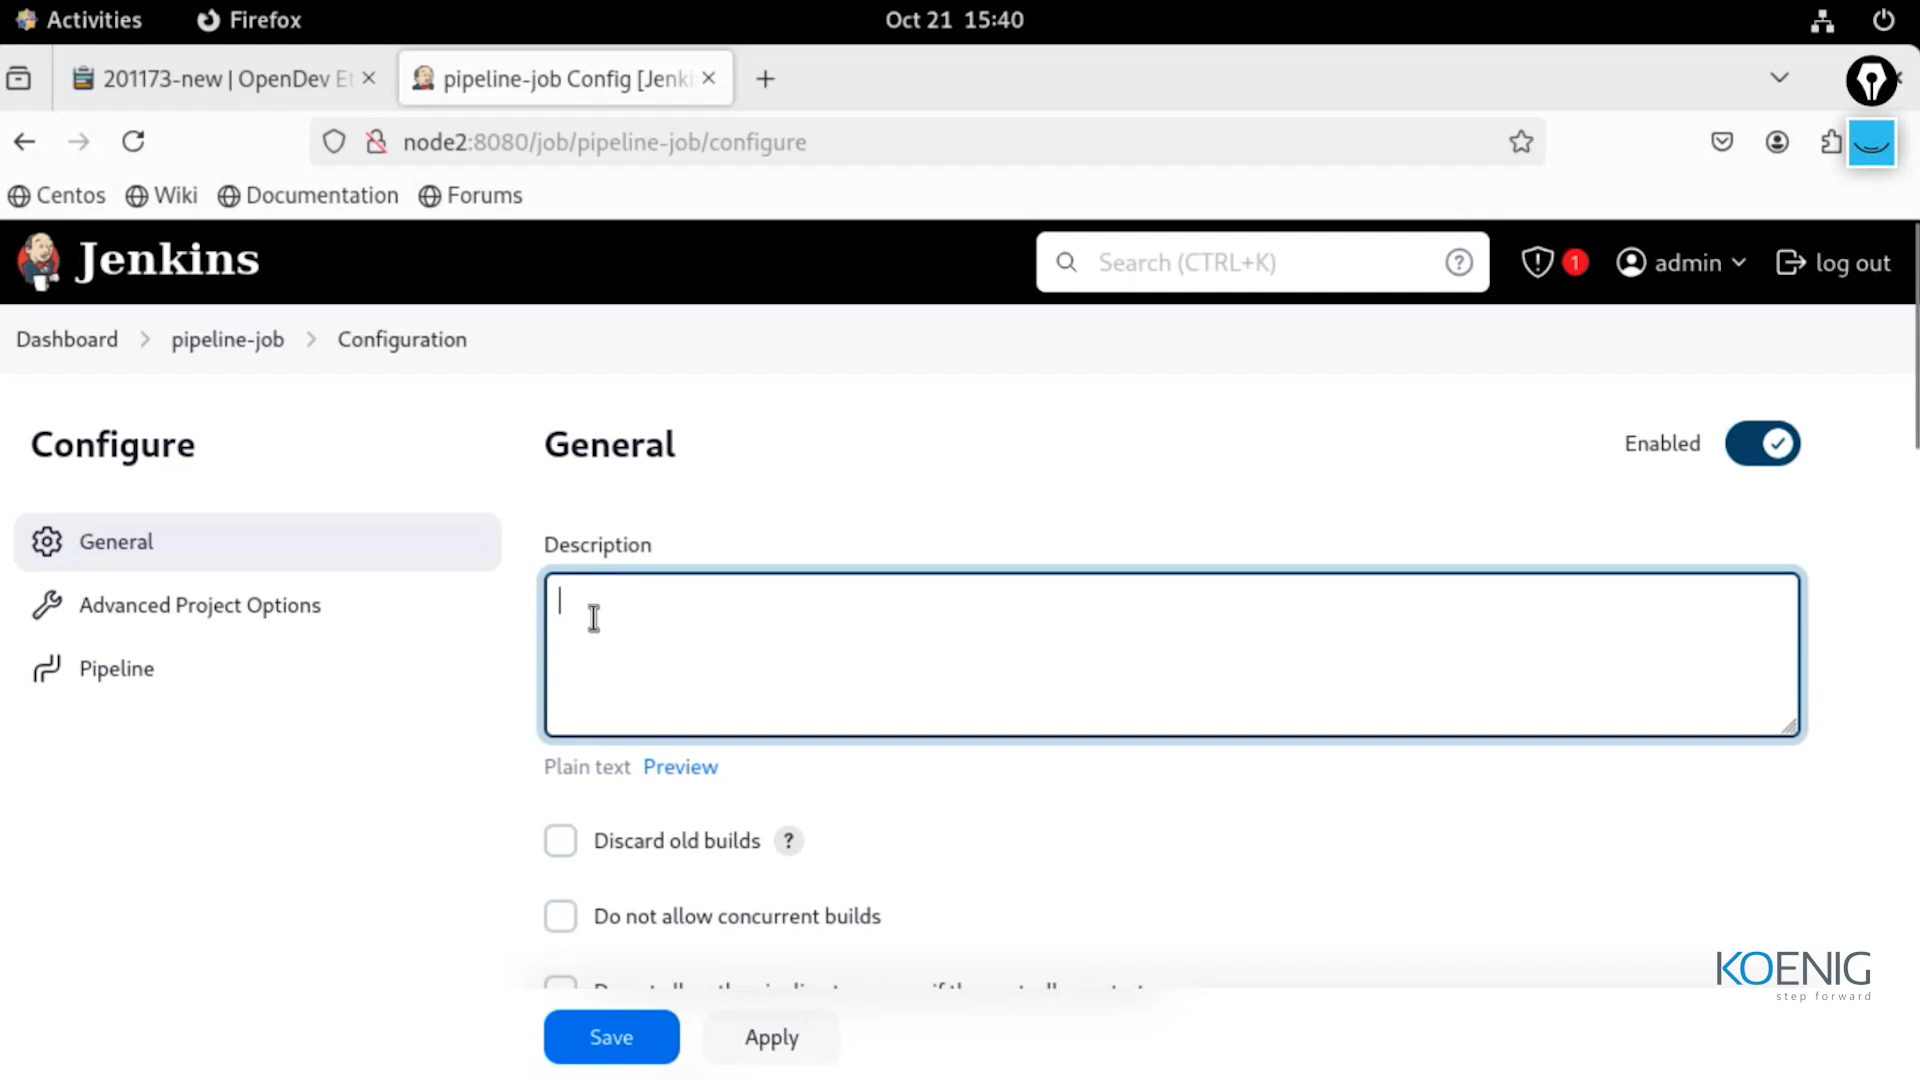 Activities Firefox Oct 21 15:40
201173-new | OpenDev Et pipeline-job Config [Jenki
node2:8080/job/pipeline-job/configure
Centos Wiki Documentation Forums
Jenkins Search (CTRL+K) ? 1 admin log out
Dashboard pipeline-job Configuration
Configure General Enabled
General
Advanced Project Options
Pipeline
Description
Plain text Preview
Discard old builds ?
Do not allow concurrent builds
KOENIG
step forward
Save Apply